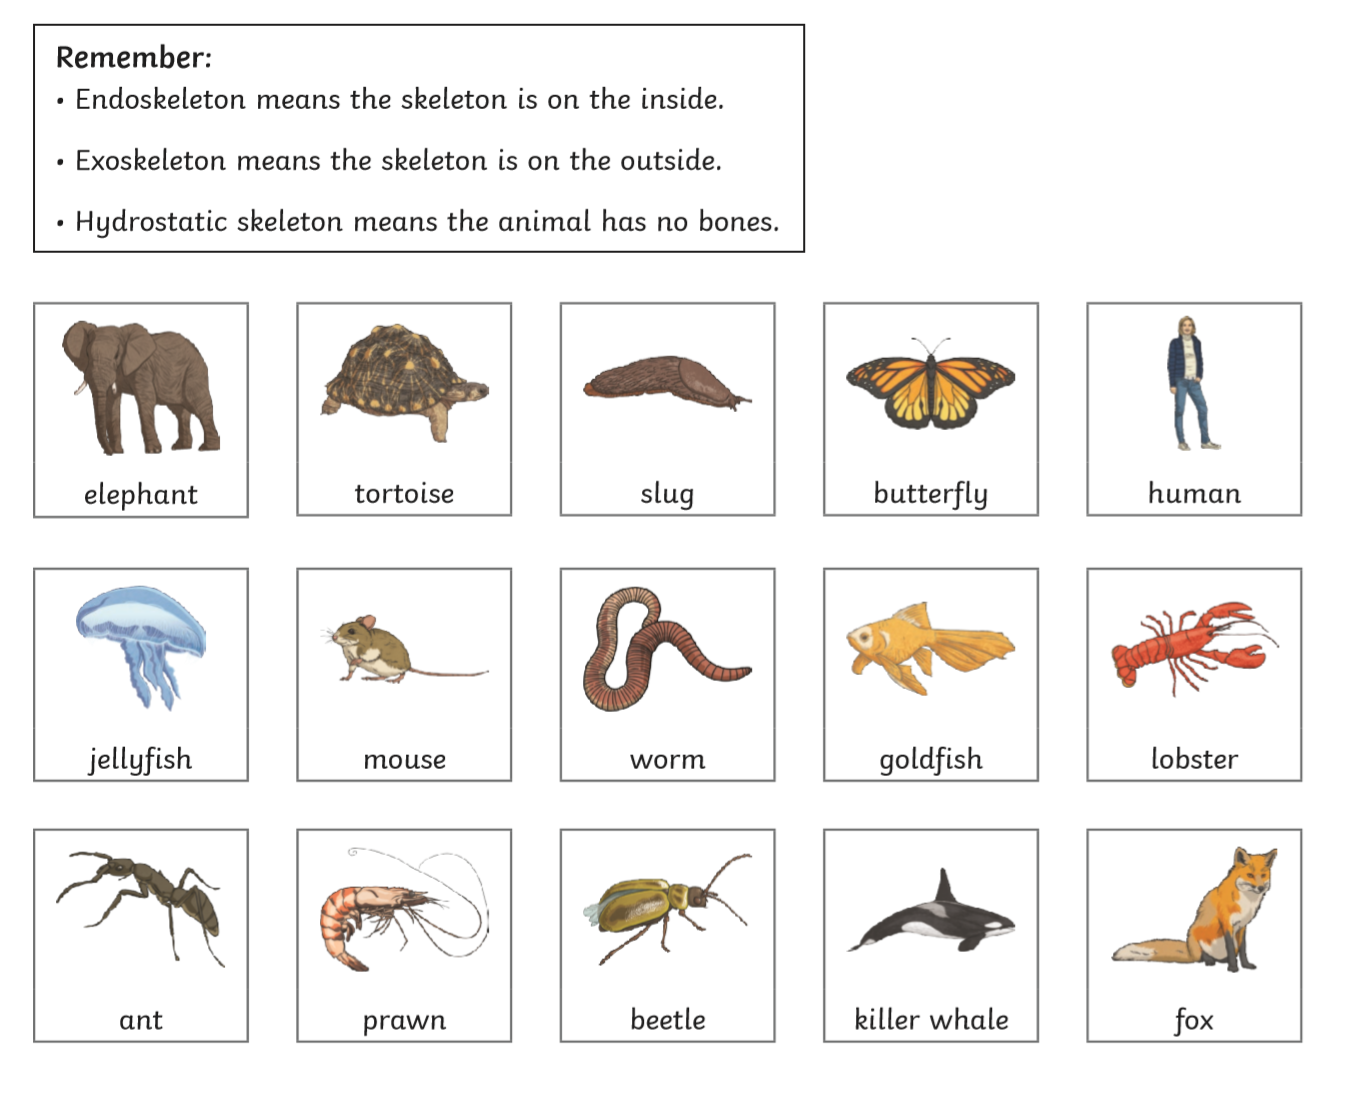 Remember:
• Endoskeleton means the skeleton is on the inside.
• Exoskeleton means the skeleton is on the outside.
• Hydrostatic skeleton means the animal has no bones.
elephant
tortoise
slug
butterfly
human
jellyfish
mouse
worm
goldfish
lobster
ant
prawn
beetle
killer whale
fox